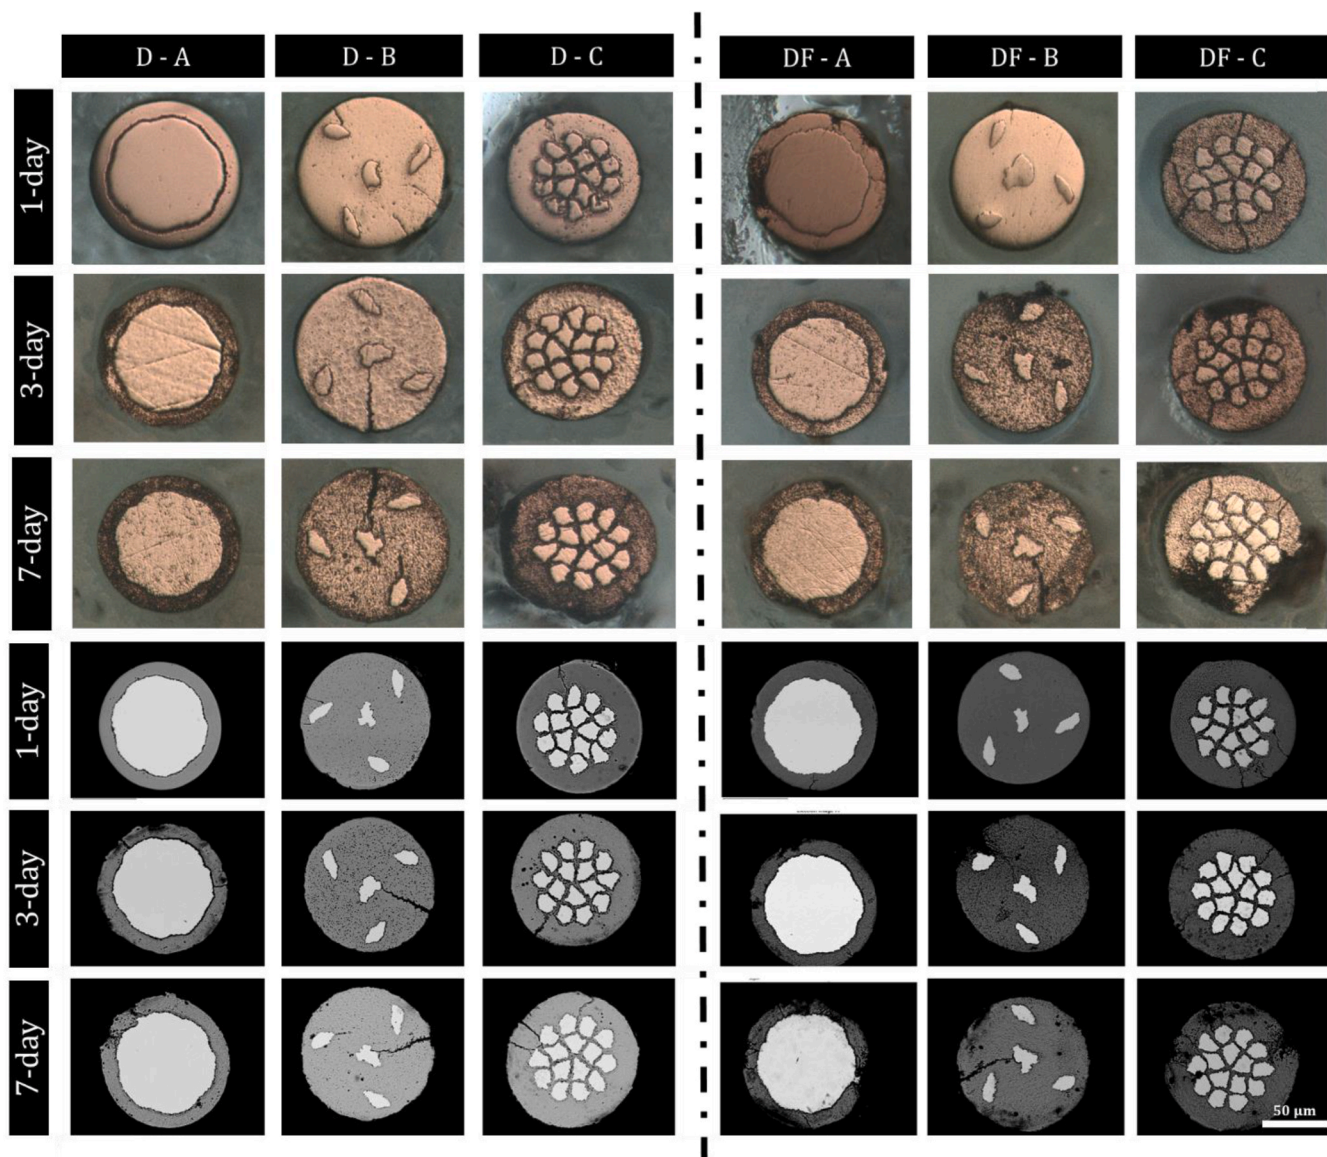 D - A
D - B
D - C
DF - A
DF - B
DF - C
1-day
3-day
7-day
1-day
3-day
7-day
50 μm